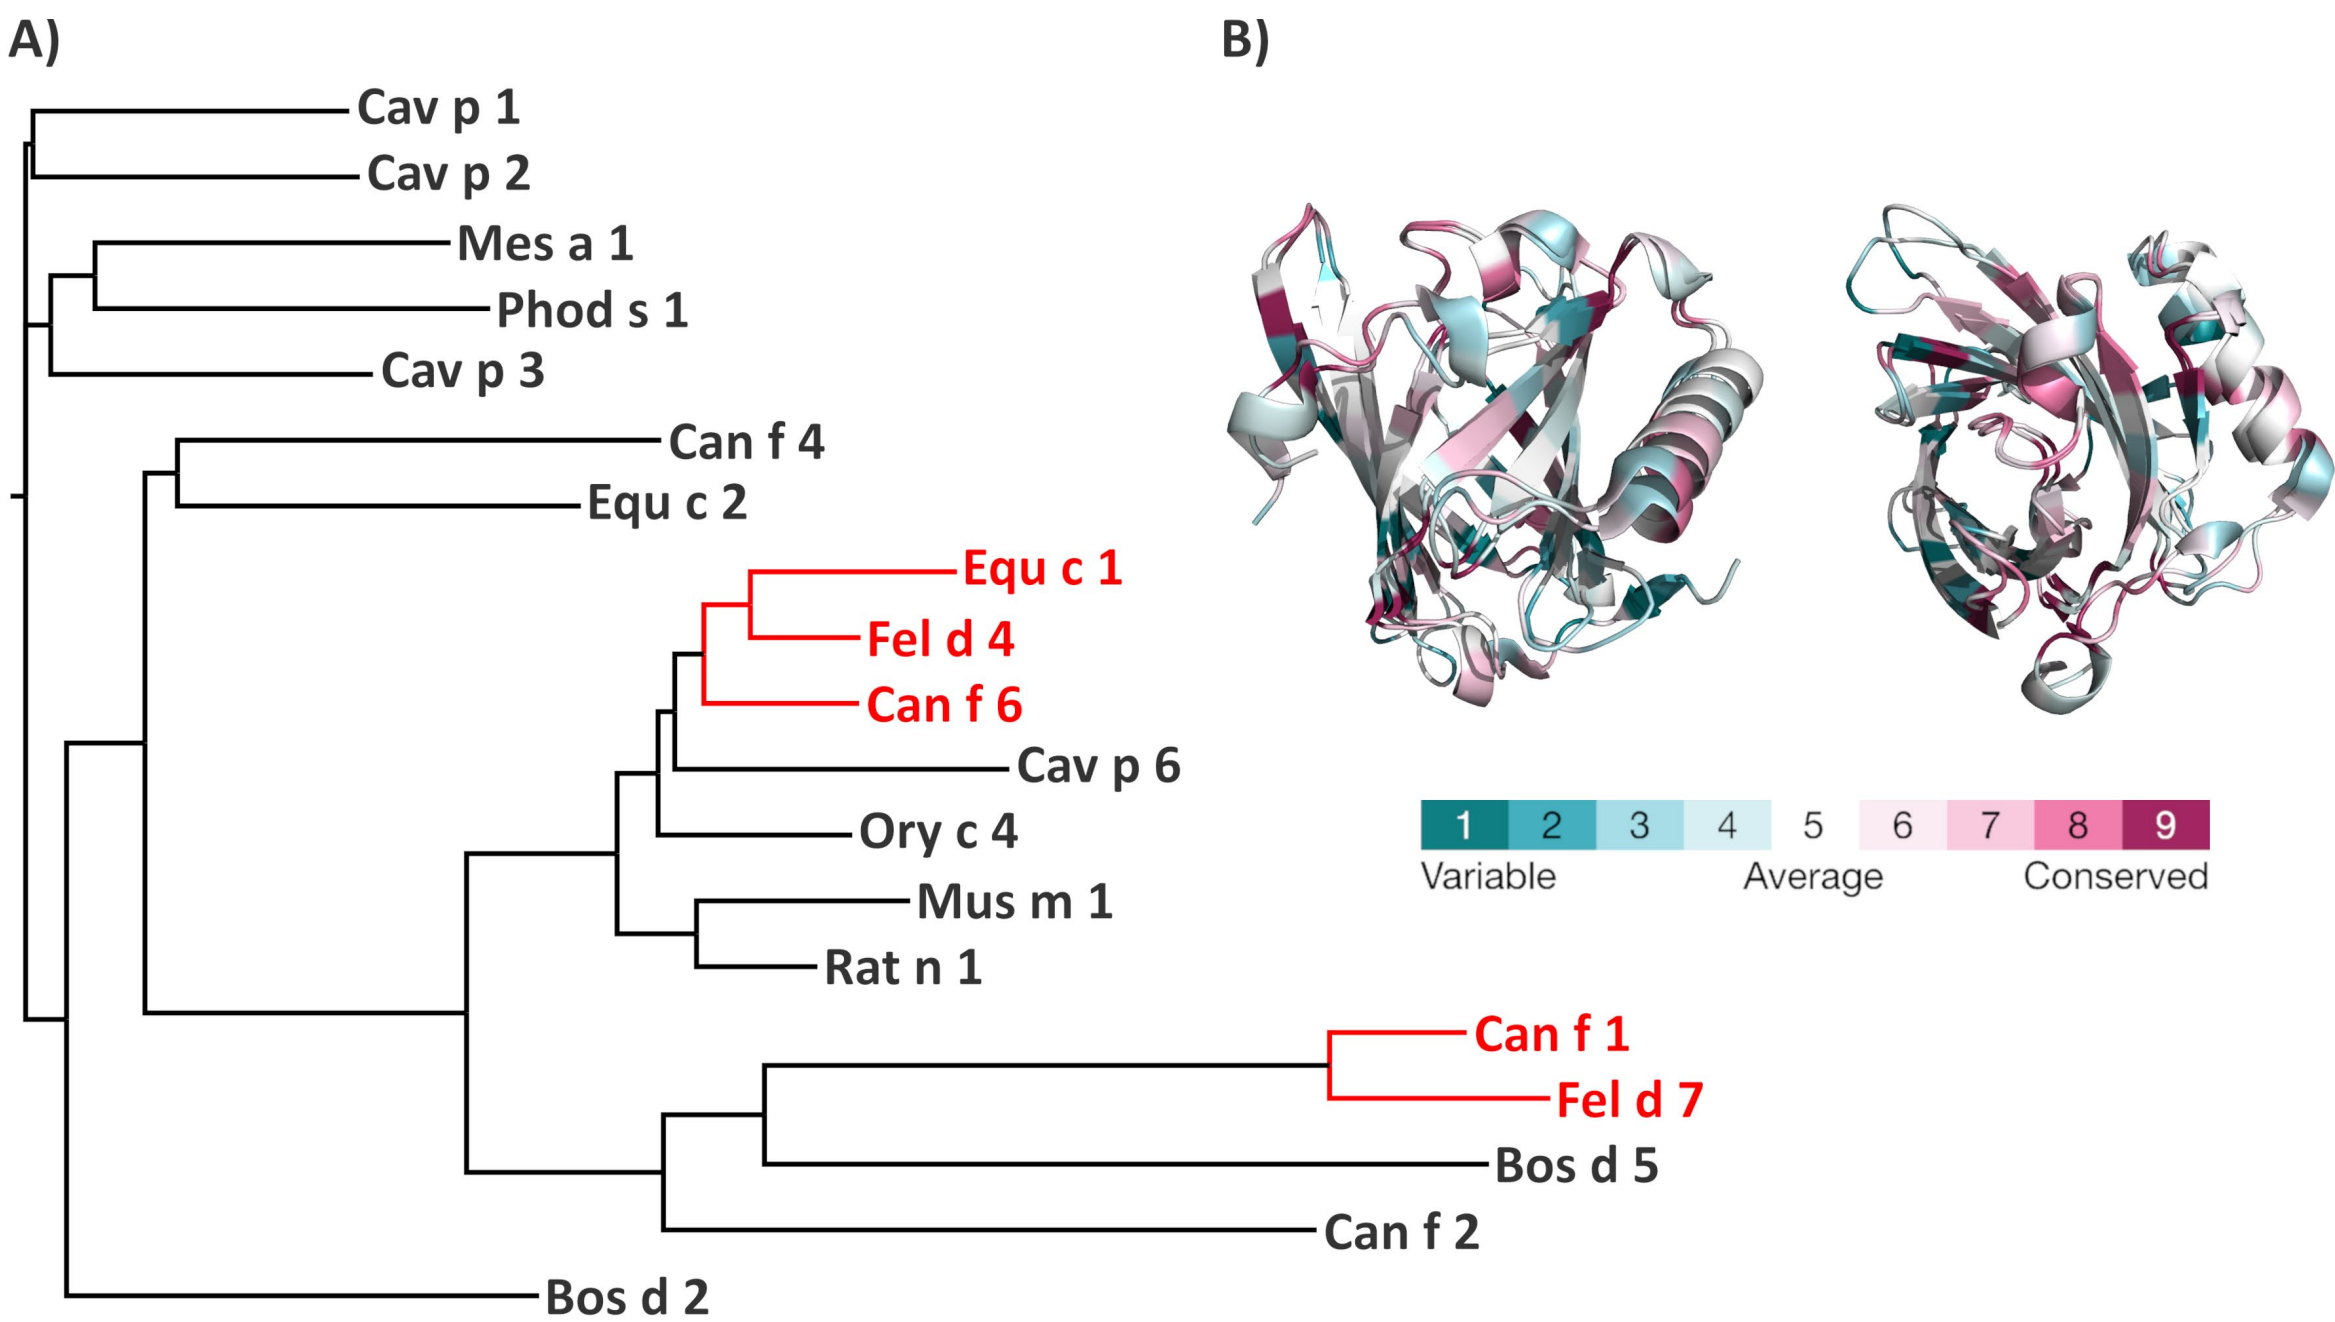 A)
B)
Cav p 1
Cav p 2
Mes a 1
Phod s 1
Cav p 3
Can f 4
Equ c 2
Equ c 1
Fel d 4
Can f 6
Cav p 6
Ory c 4
Mus m 1
Rat n 1
Can f 1
Fel d 7
Bos d 5
Can f 2
Bos d 2
1 2 3 4 5 6 7 8 9
Variable Average Conserved